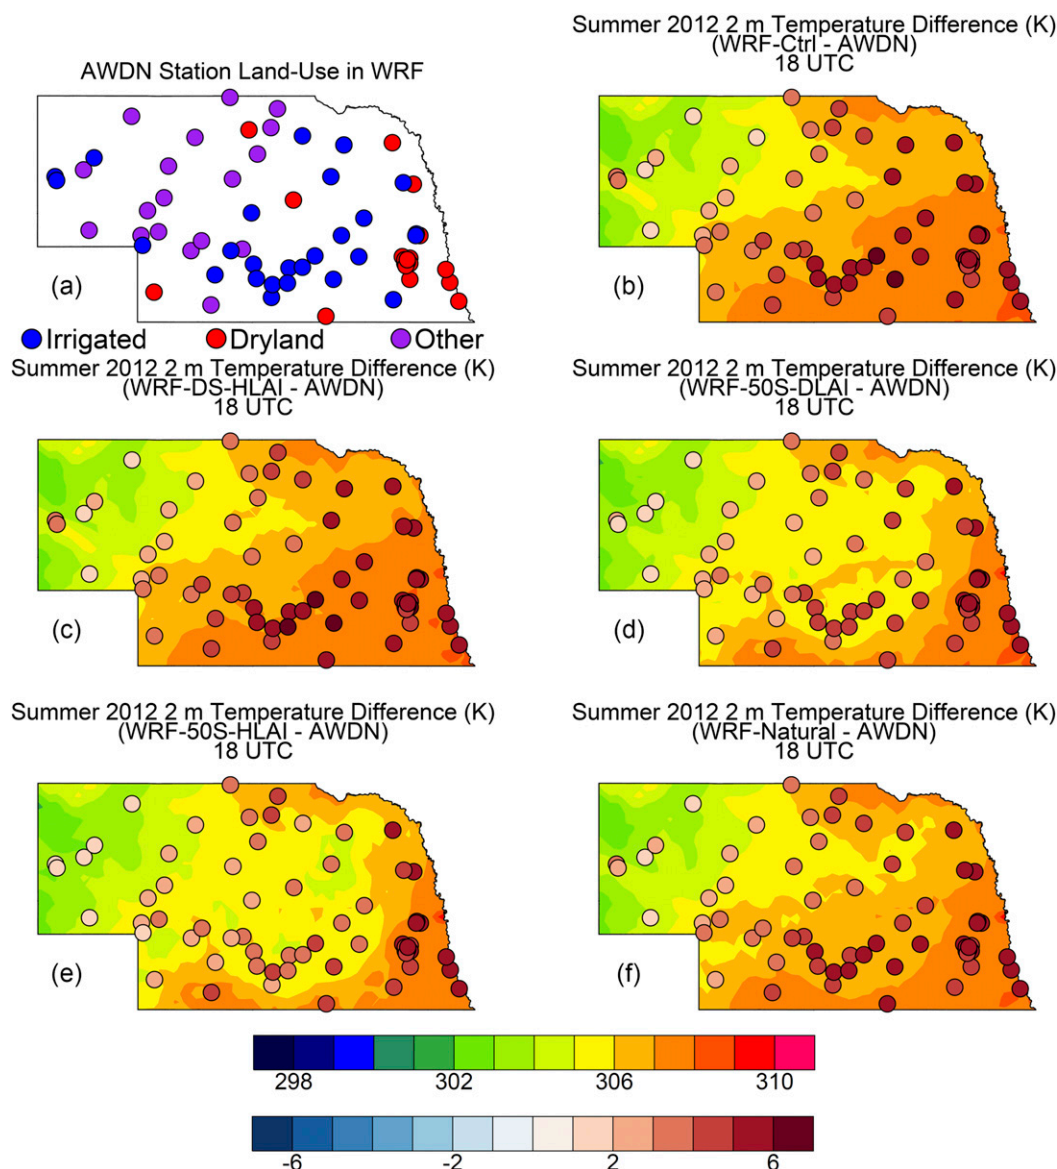 AWDN Station Land-Use in WRF
(a)
Irrigated
Dryland
Other
Summer 2012 2 m Temperature Difference (K)
(WRF-Ctrl - AWDN)
18 UTC
(b)
Summer 2012 2 m Temperature Difference (K)
(WRF-DS-HLAI - AWDN)
18 UTC
(c)
Summer 2012 2 m Temperature Difference (K)
(WRF-50S-DLAI - AWDN)
18 UTC
(d)
Summer 2012 2 m Temperature Difference (K)
(WRF-50S-HLAI - AWDN)
18 UTC
(e)
Summer 2012 2 m Temperature Difference (K)
(WRF-Natural - AWDN)
18 UTC
(f)
298 302 306 310
-6 -2 2 6